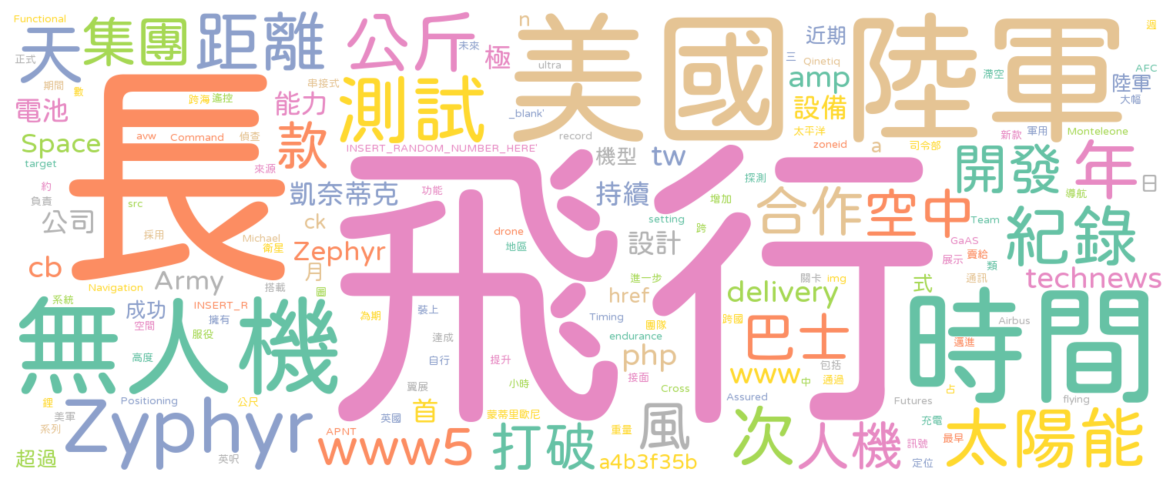 Functional
天
集團
距離
公斤
未來
極
n
美國陸軍
近期
週
正式
期間
數
串接式
ultra
三
Qinetiq
滯空
AFC
陸軍
大幅
電池
跨海
遙控
能力
測試
_blank'
amp
設備
太平洋
新款
軍用
Monteleone
Space
avw
Command
偵查
款
record
zoneid
a
司令部
target
長
飛行
來源
INSERT_RANDOM_NUMBER_HERE'
機型
tw
開發
年
約
負責
src
凱奈蒂克
功能
持續
探測
增加
導航
日
公司
採用
ck
setting
跨
合作
空中
紀錄
Team
cb
Army
Michael
衛星
Zephyr
drone
地區
設計
GaAS
展示
賣給
類
Navigation
月
搭載
進一步
關卡
img
通訊
technews
系統
成功
INSERT_R
圈
href
delivery
式
時間
無人機
空間
擁有
服役
為期
裝上
Timing
團隊
跨國
Airbus
高度
達成
endurance
巴士
邁進
自行
提升
php
包括
鋰
Positioning
翼展
小時
接面
Cross
www
中
通過
占
美軍
Zyphyr
公尺
英國
首
豪蒂里歐尼
重量
Assured
Futures
flying
系列
APNT
風
次
人機
充電
最早
太陽能
超過
英呎
www5
打破
a4b3f35b
訊號
定位